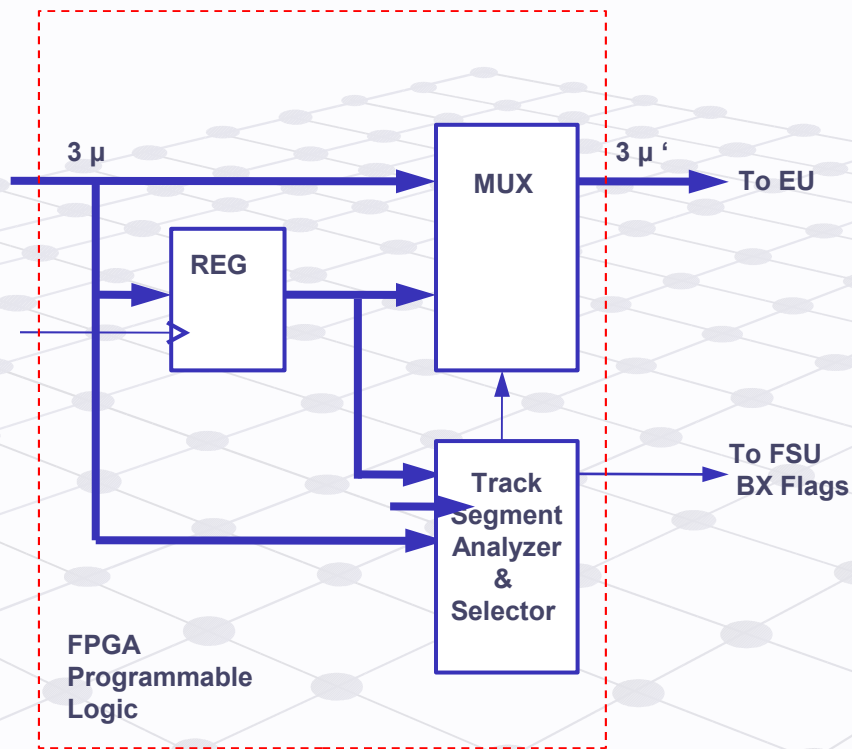 3 µ
MUX
3 µ ‘
To EU
REG
To FSU
BX Flags
Track
Segment
Analyzer
&
Selector
FPGA
Programmable
Logic